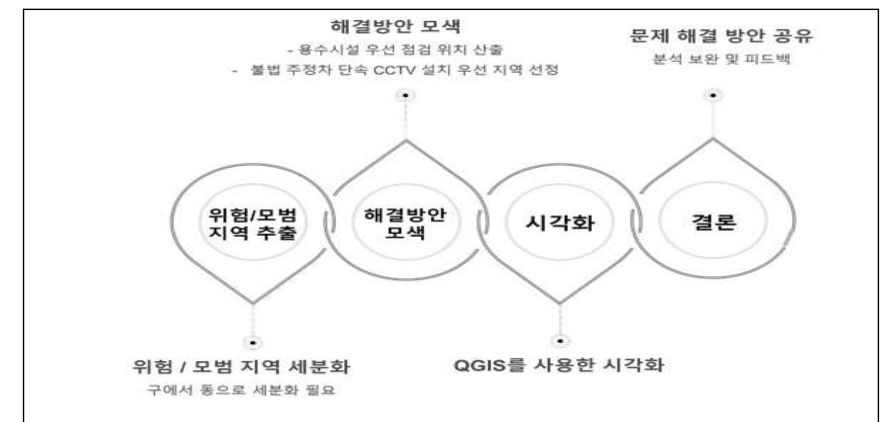 해결방안 모색
- 용수시설 우선 점검 위치 산출
- 불법 주정차 단속 CCTV 설치 우선 지역 선정
문제 해결 방안 공유
분석 보완 및 피드백
위험/모범
지역 추출
해결방안
모색
시각화
결론
위험 / 모범 지역 세분화
구에서 동으로 세분화 필요
QGIS를 사용한 시각화